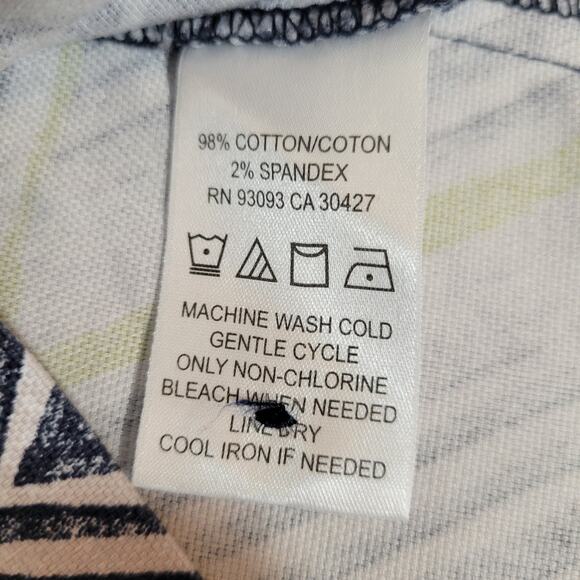 98% COTTON/COTON
2% SPANDEX
RN 93093 CA 30427
MACHINE WASH COLD
GENTLE CYCLE
ONLY NON-CHLORINE
BLEACH WHEN NEEDED
LINE DRY
COOL IRON IF NEEDED